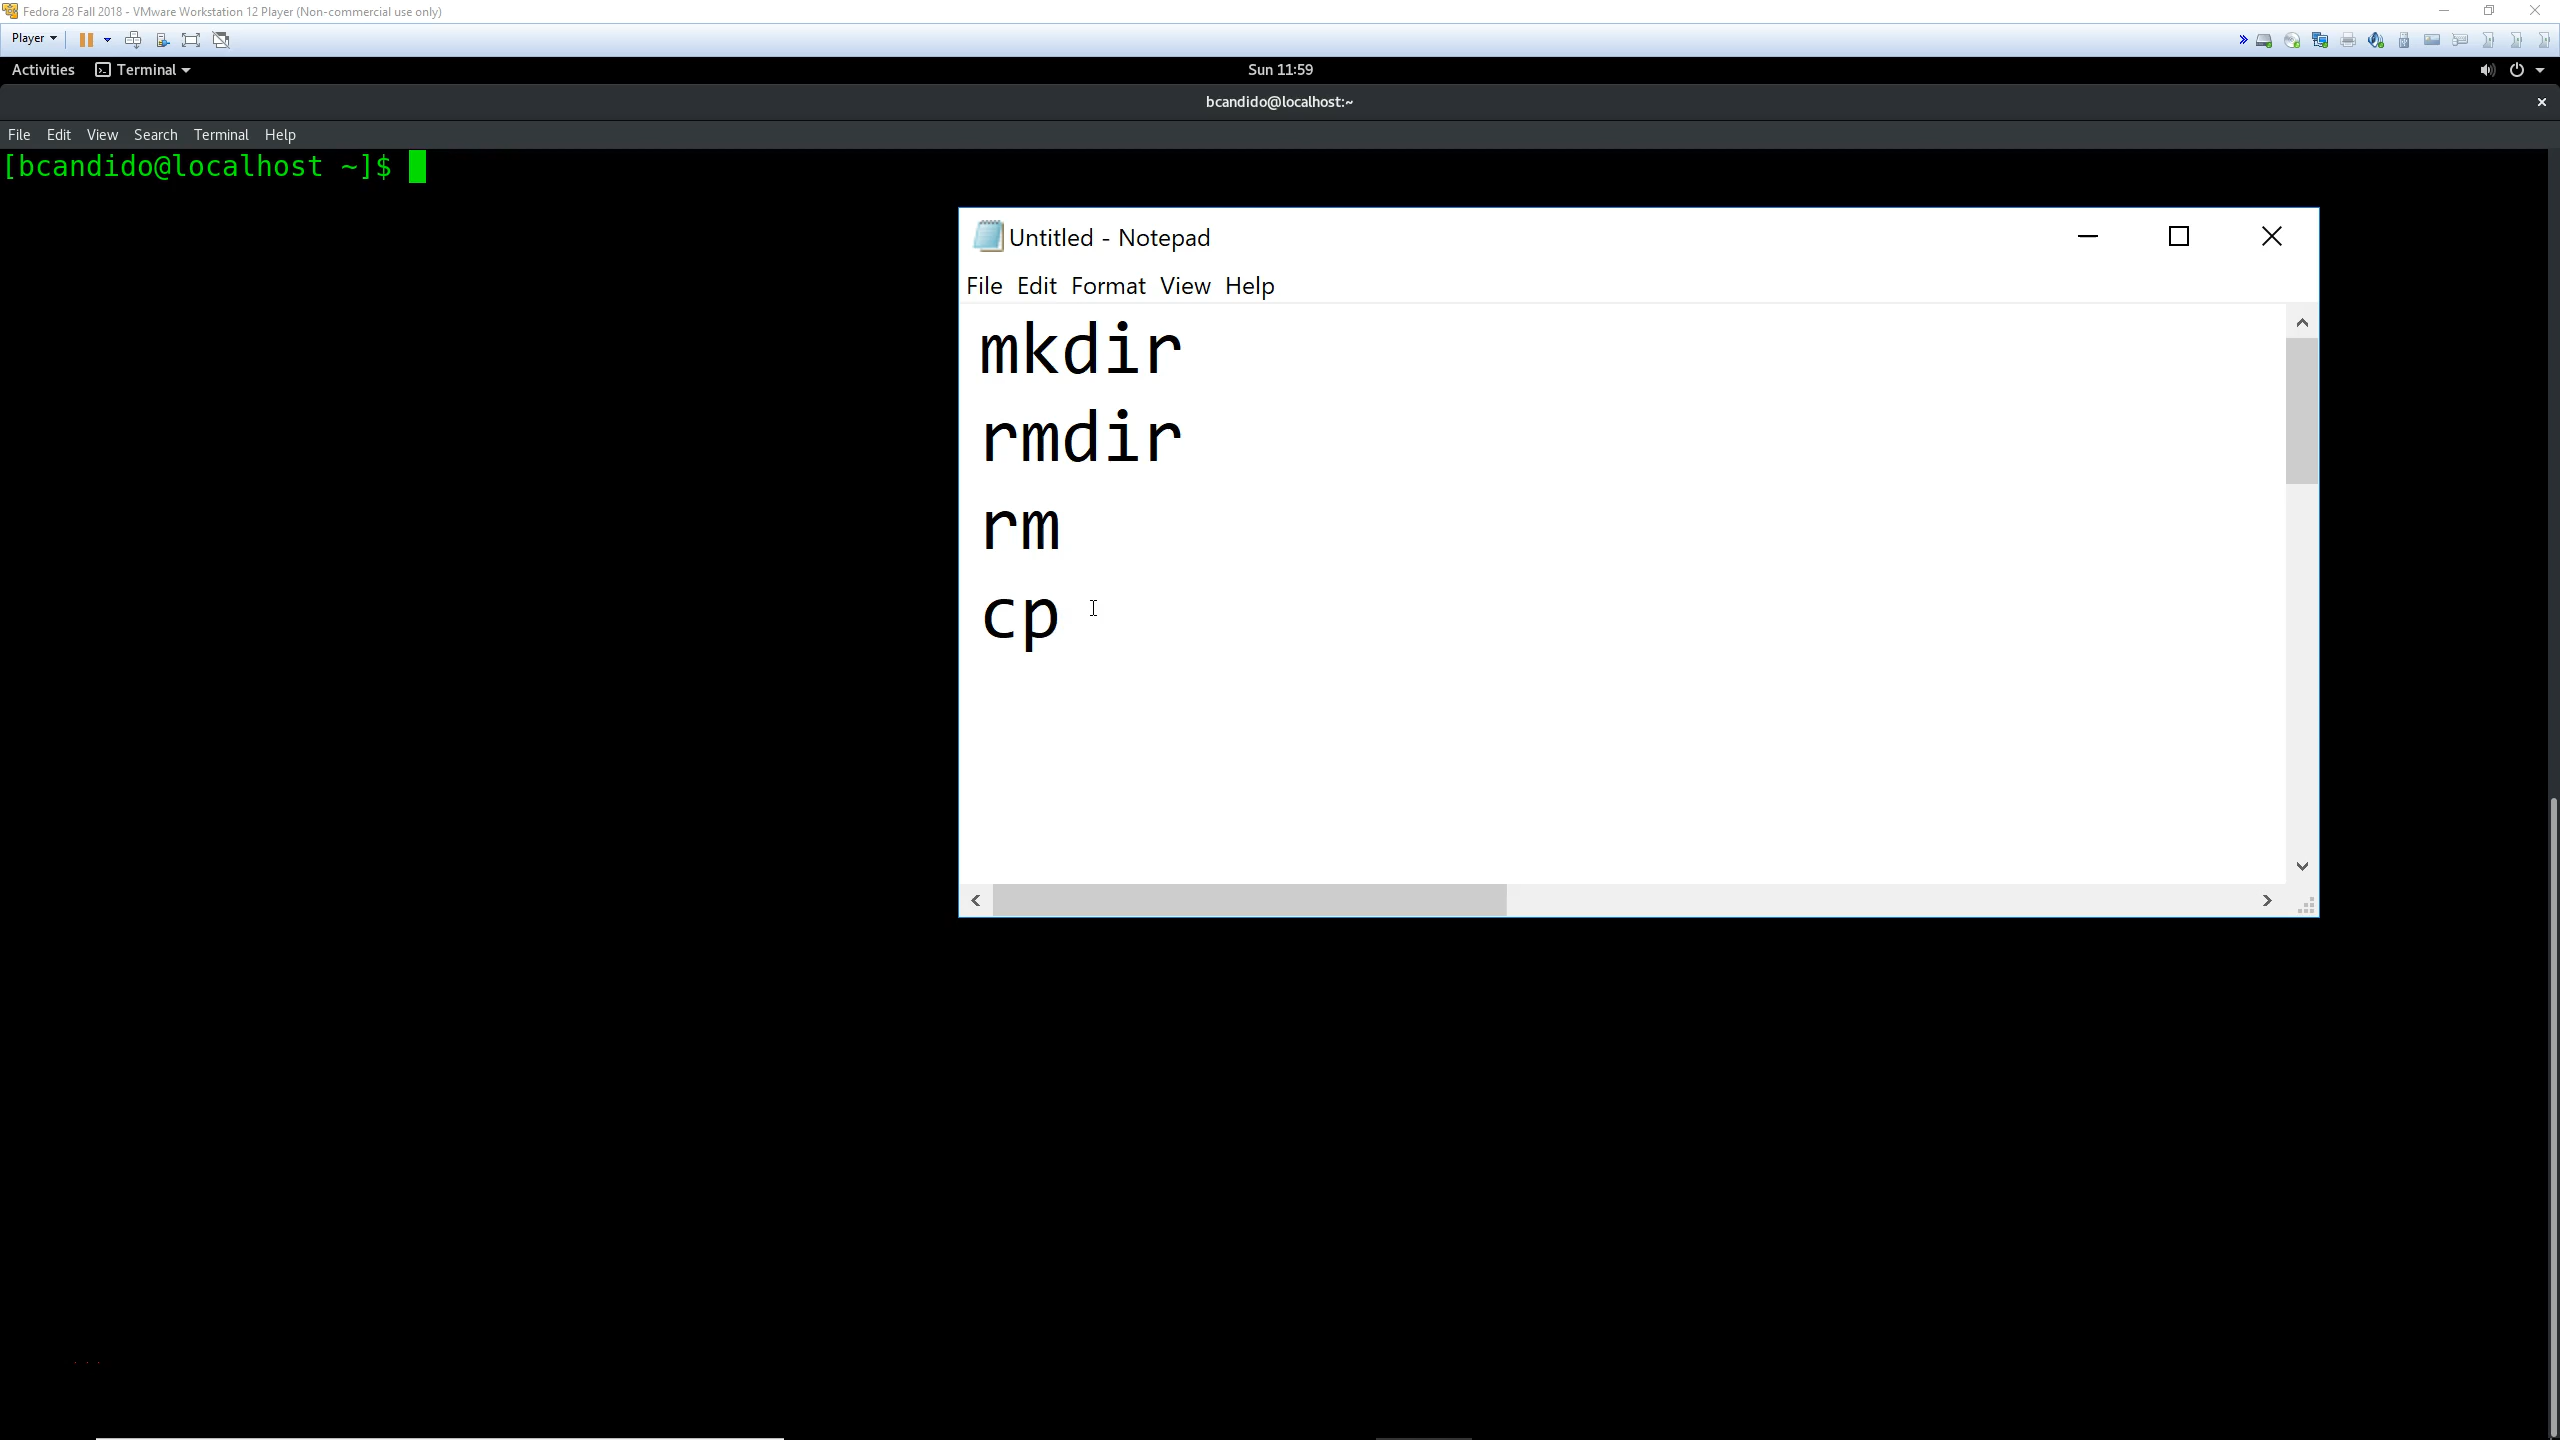 Fedora 28 Fall 2018 - VMware Workstation 12 Player (Non-commercial use only)
Player
Activities Terminal Sun 11:59
bcandido@localhost:~
File Edit View Search Terminal Help
[bcandido@localhost ~]$
Untitled - Notepad
File Edit Format View Help
mkdir
rmdir
rm
cp